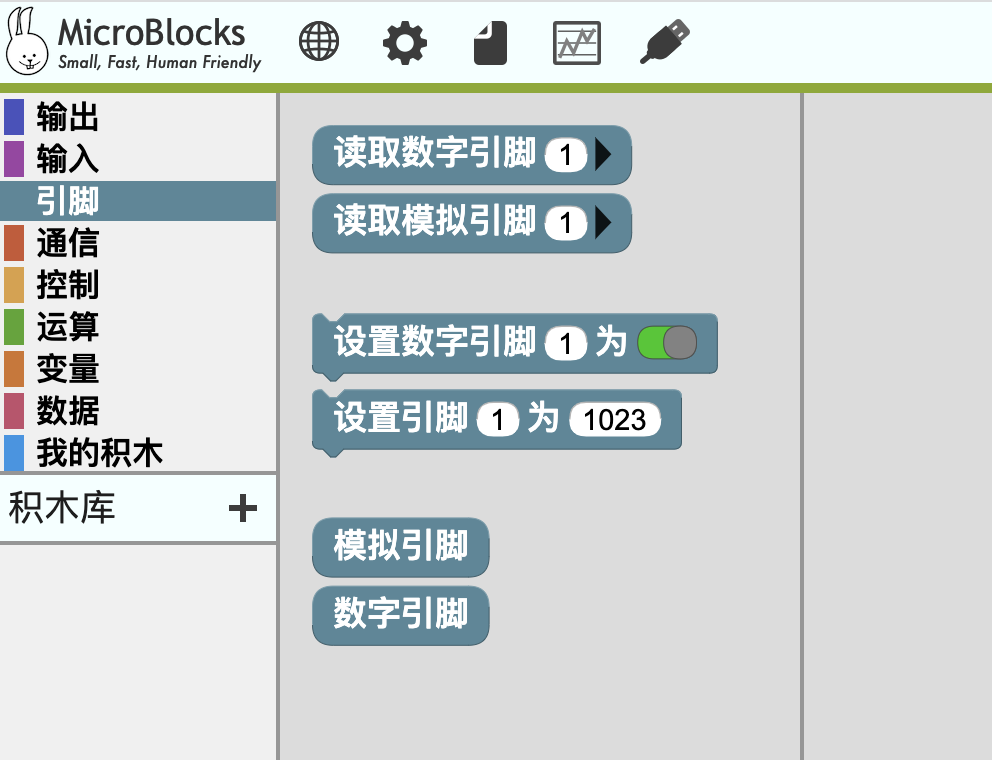 MicroBlocks
Small, Fast, Human Friendly
输出
输入
引脚
通信
控制
运算
变量
数据
我的积木
积木库 +
读取数字引脚 1
读取模拟引脚 1
设置数字引脚 1 为
设置引脚 1 为 1023
模拟引脚
数字引脚